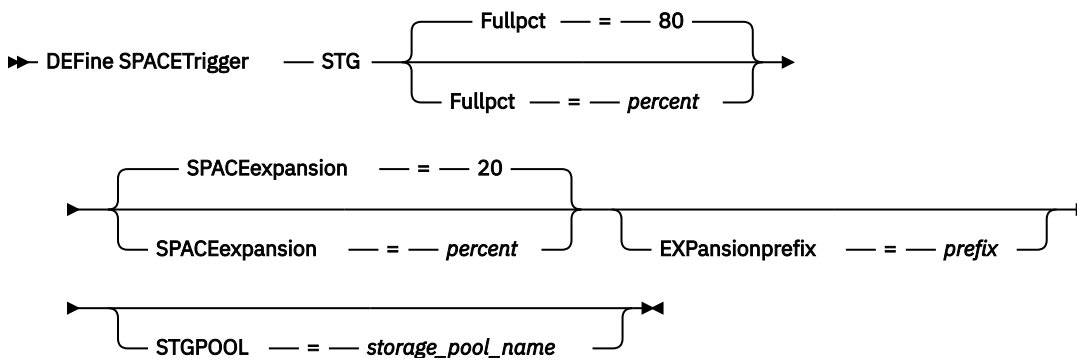 Fullpct = 80
DEFine SPACETrigger STG
Fullpct = percent
SPACEexpansion = 20
SPACEexpansion = percent EXPansionprefix = prefix
STGPOOL = storage_pool_name